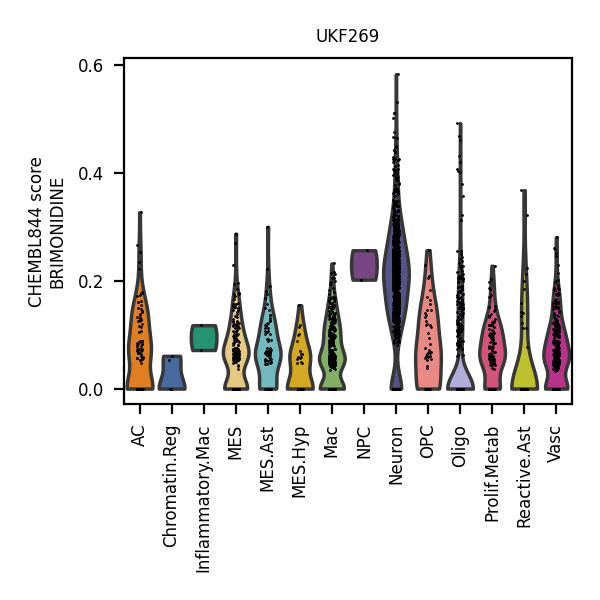 UKF269
CHEMBL844 score
BRIMONIDINE
0.6
0.4
0.2
0.0
AC
Chromatin.Reg
Inflammatory.Mac
MES
MES.Ast
MES.Hyp
Mac
NPC
Neuron
OPC
Oligo
Prolif.Metab
Reactive.Ast
Vasc